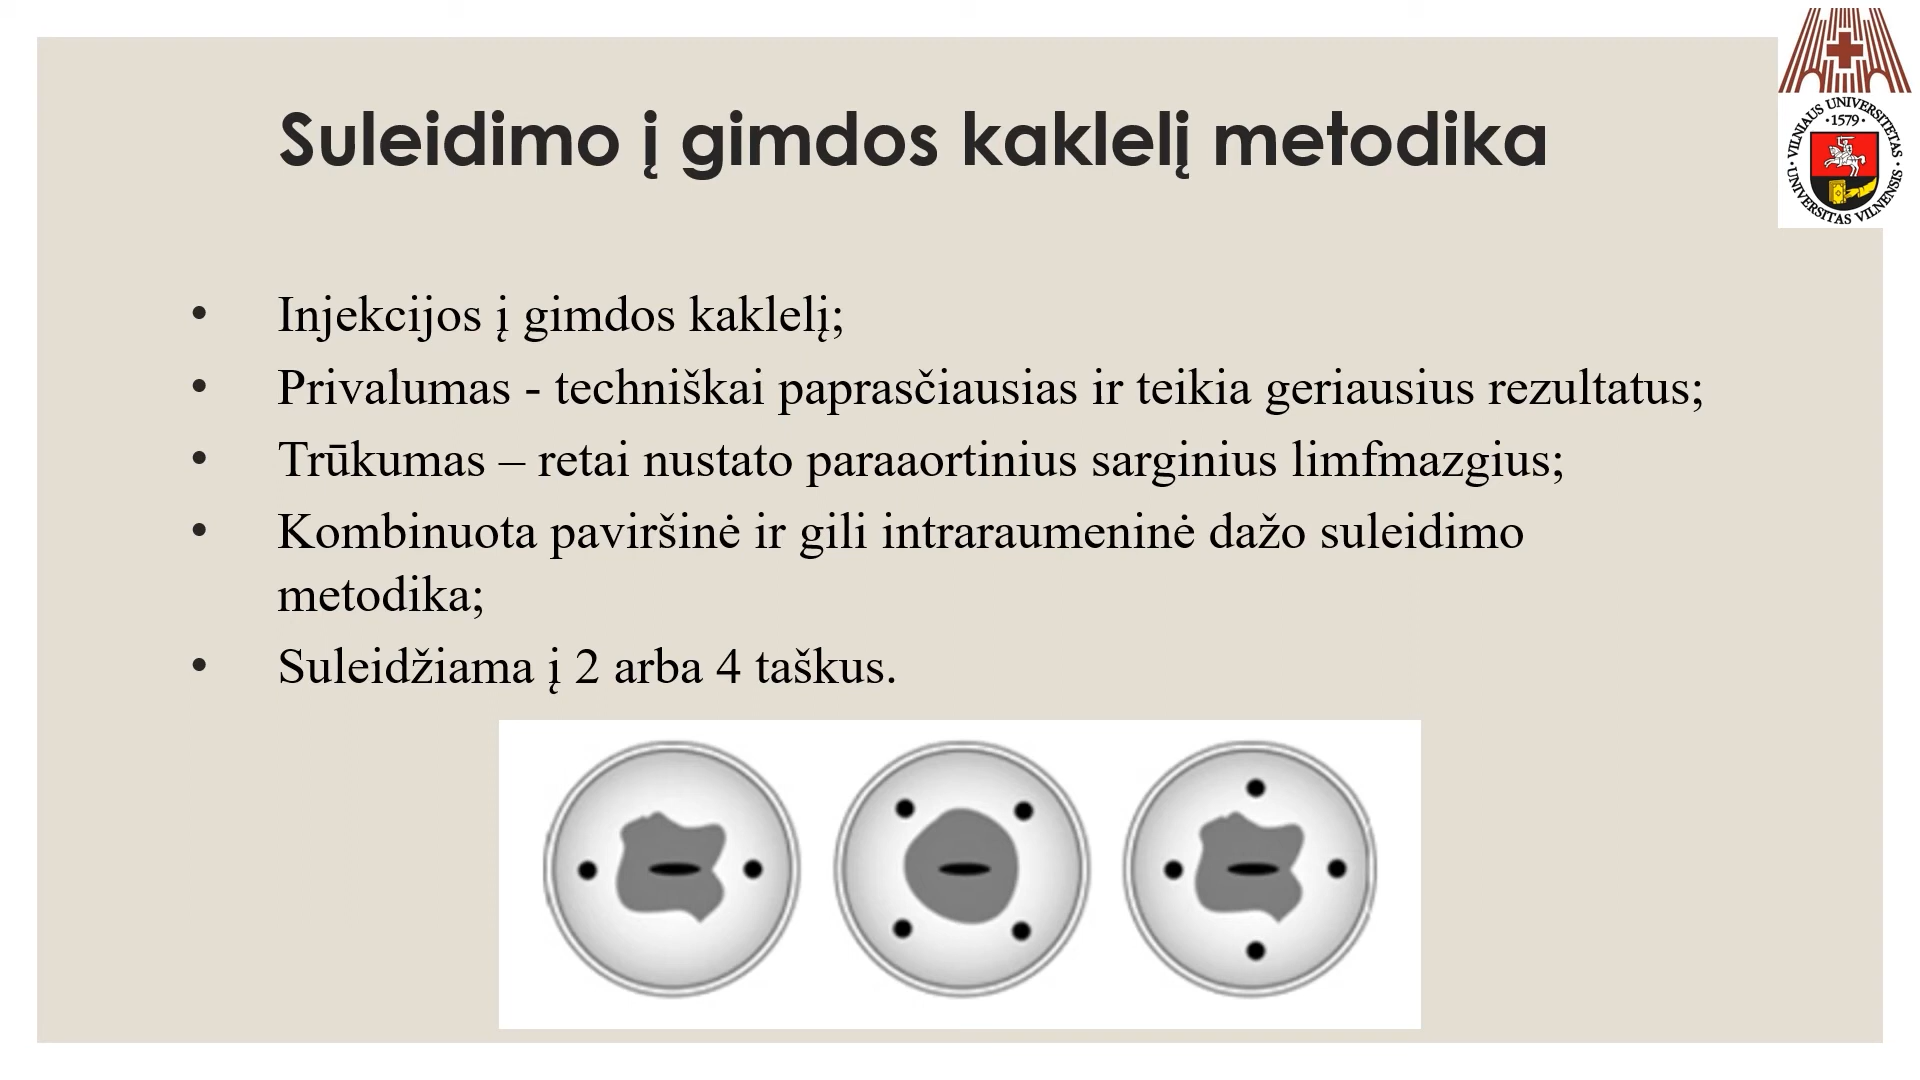 Suleidimo į gimdos kaklelį metodika
• Injekcijos į gimdos kaklelį;
• Privalumas - techniškai paprasčiausias ir teikia geriausius rezultatus;
• Trūkumas – retai nustato paraaortinius sarginius limfmazgius;
• Kombinuota paviršinė ir gili intraraumeninė dažo suleidimo
metodika;
• Suleidžiama į 2 arba 4 taškus.
· VILNIAUS UNIVERSITETAS ·
· 1579 ·
UNIVERSITAS VILNENSIS